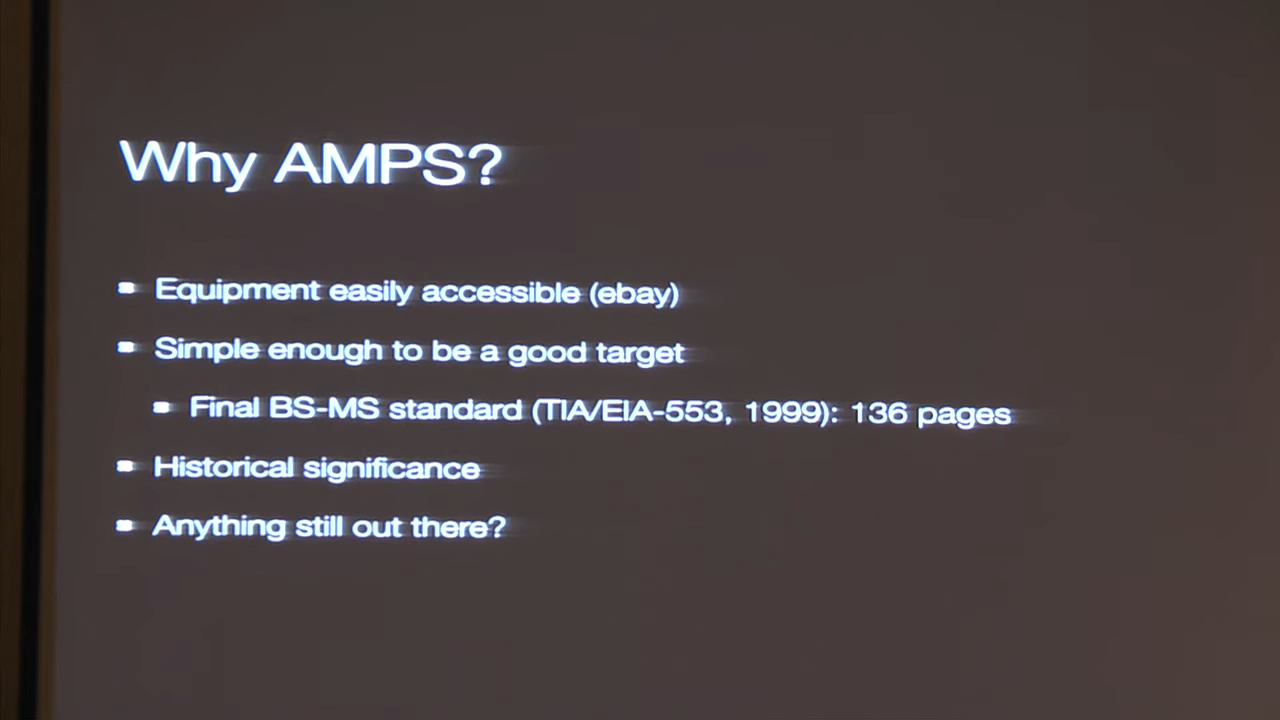 Why AMPS?
Equipment easily accessible (ebay)
Simple enough to be a good target
Final BS-MS standard (TIA/EIA-553, 1999): 136 pages
Historical significance
Anything still out there?